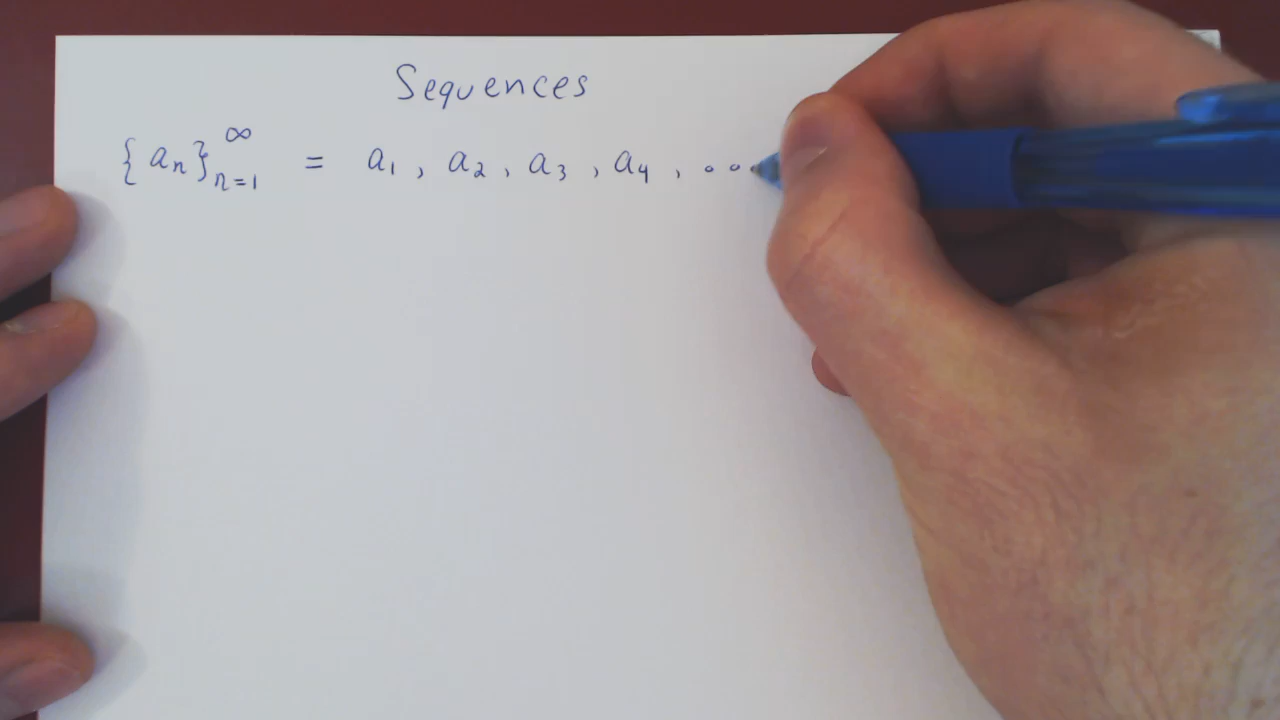 Sequences
{aₙ}ₙ₌₁^∞ = a₁, a₂, a₃, a₄, ...